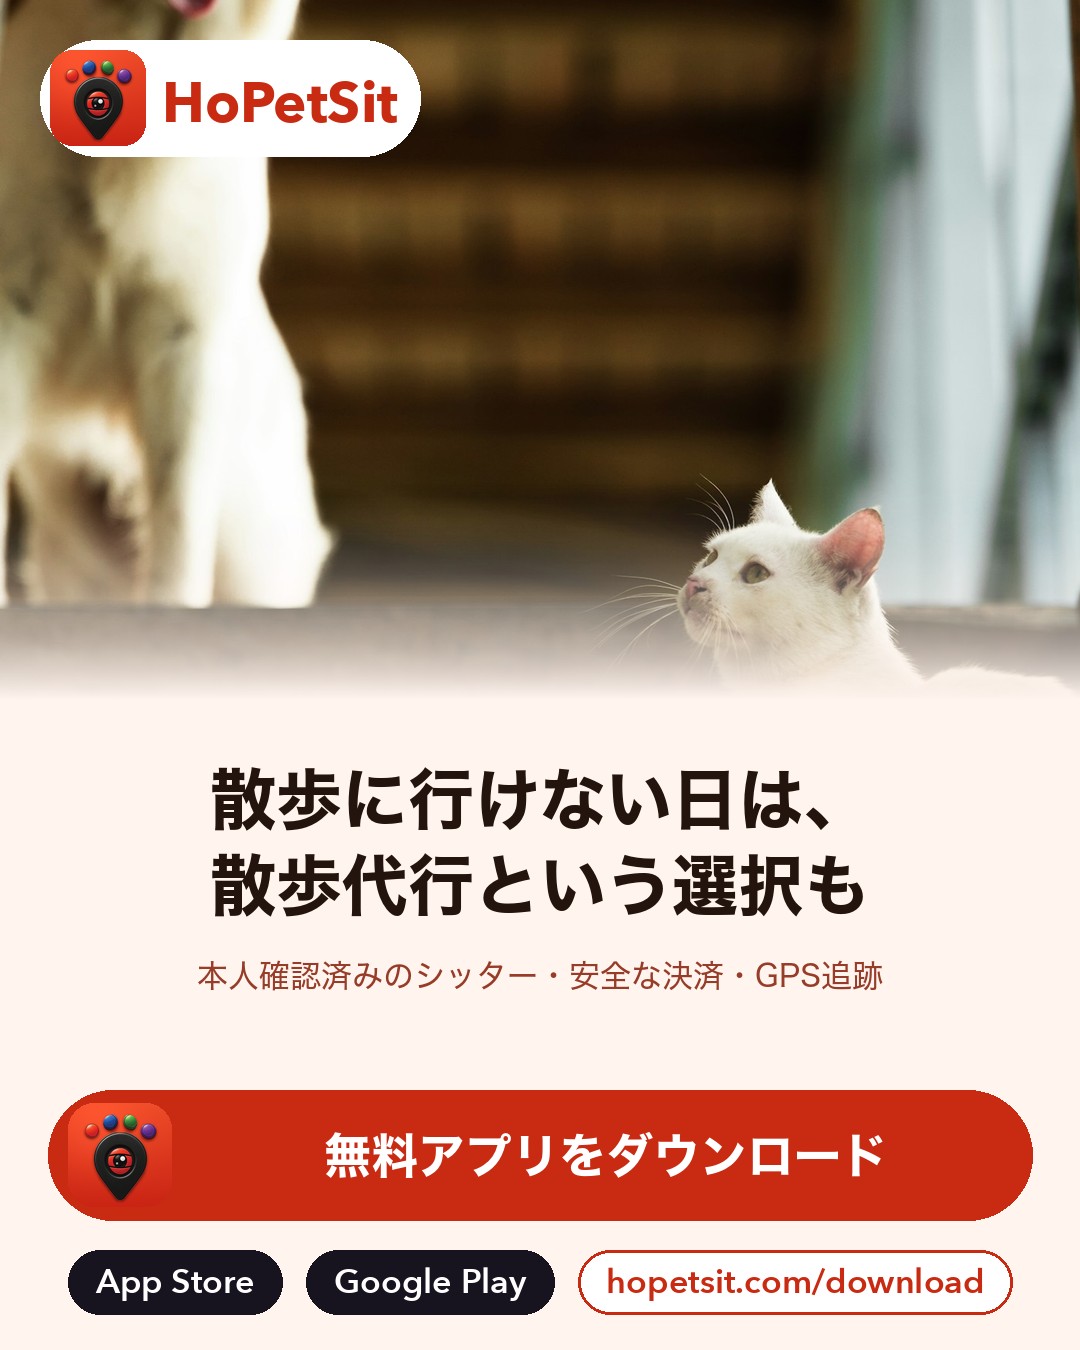 HoPetSit
散歩に行けない日は、
散歩代行という選択も
本人確認済みのシッター・安全な決済・GPS追跡
無料アプリをダウンロード
App Store
Google Play
hopetsit.com/download